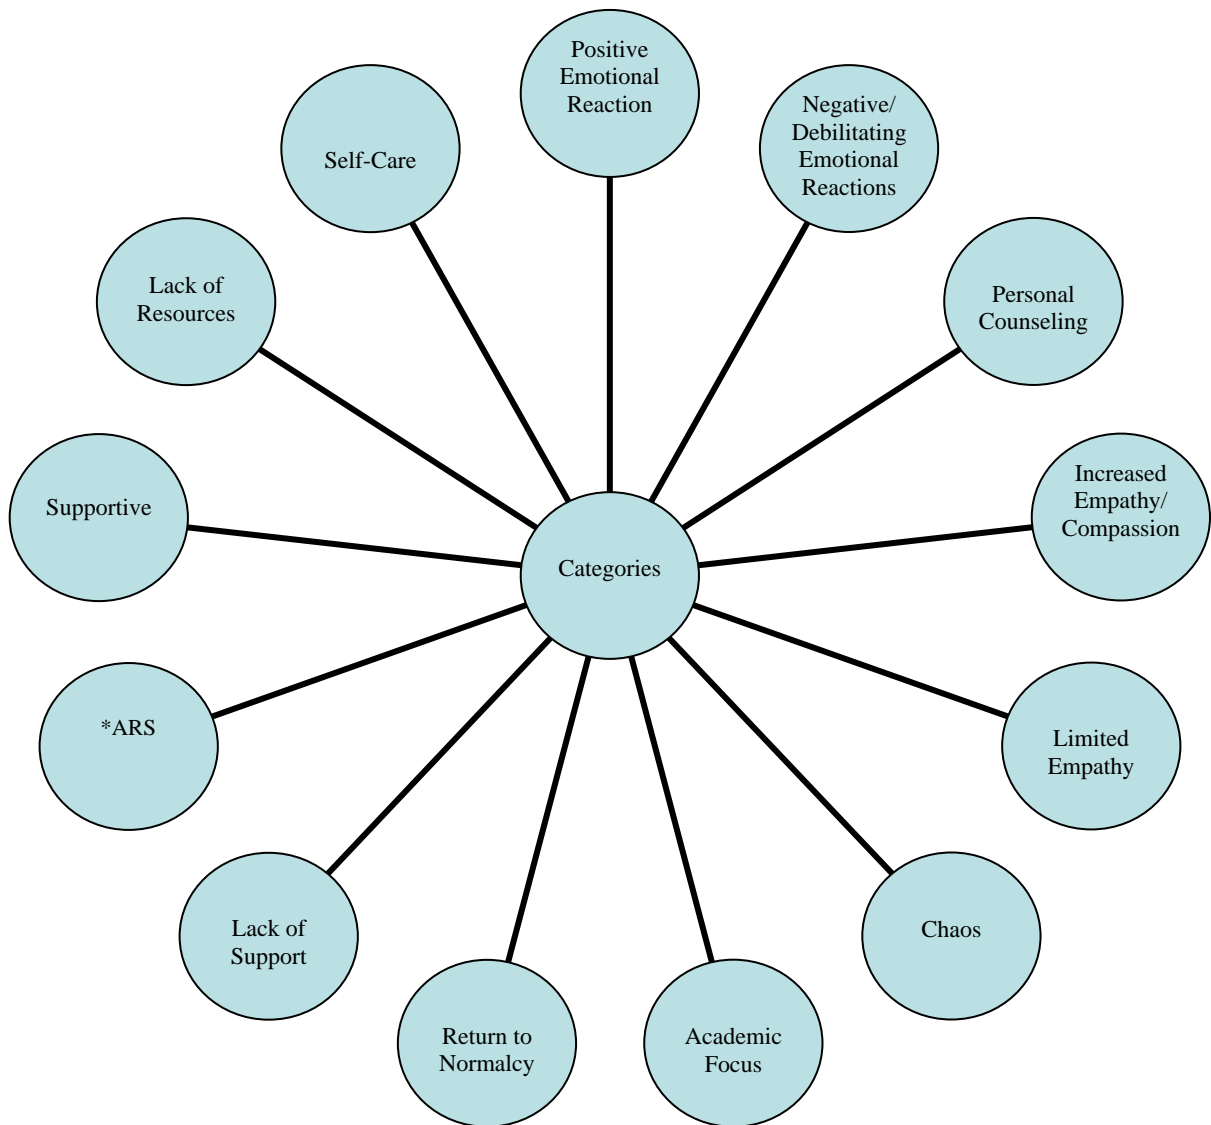 Positive
Emotional
Reaction
Negative/
Debilitating
Emotional
Reactions
Personal
Counseling
Increased
Empathy/
Compassion
Limited
Empathy
Chaos
Academic
Focus
Return to
Normalcy
Lack of
Support
*ARS
Supportive
Lack of
Resources
Self-Care
Categories